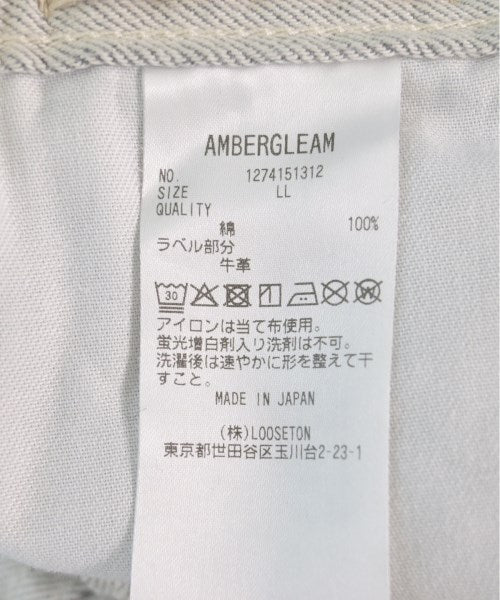 AMBERGLEAM
NO. 1274151312
SIZE LL
QUALITY
綿 100%
ラベル部分
牛革
30
アイロンは当て布使用。
蛍光増白剤入り洗剤は不可。
洗濯後は速やかに形を整えて干
すこと。
MADE IN JAPAN
(株)LOOSETON
東京都世田谷区玉川台2-23-1